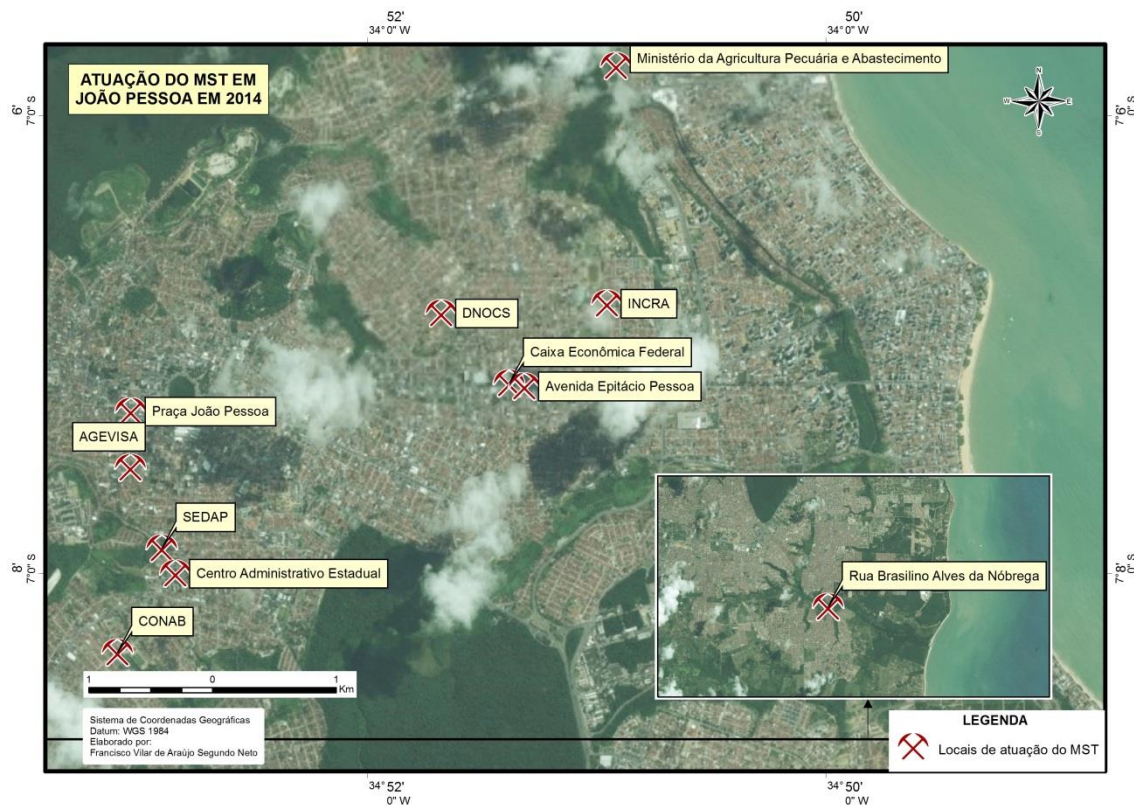 52'
34°0" W
50'
34°0" W
ATUAÇÃO DO MST EM
JOÃO PESSOA EM 2014
Ministério da Agricultura Pecuária e Abastecimento
N
W
E
S
6'
7°0" S
7°6'
0" S
DNOCS
INCRA
Caixa Econômica Federal
Avenida Epitácio Pessoa
Praça João Pessoa
AGEVISA
SEDAP
Centro Administrativo Estadual
CONAB
Rua Brasilino Alves da Nóbrega
8'
7°0" S
7°8'
0" S
1
0
1
Km
Sistema de Coordenadas Geográficas
Datum: WGS 1984
Elaborado por:
Francisco Vilar de Araújo Segundo Neto
LEGENDA
Locais de atuação do MST
34°52'
0" W
34°50'
0" W